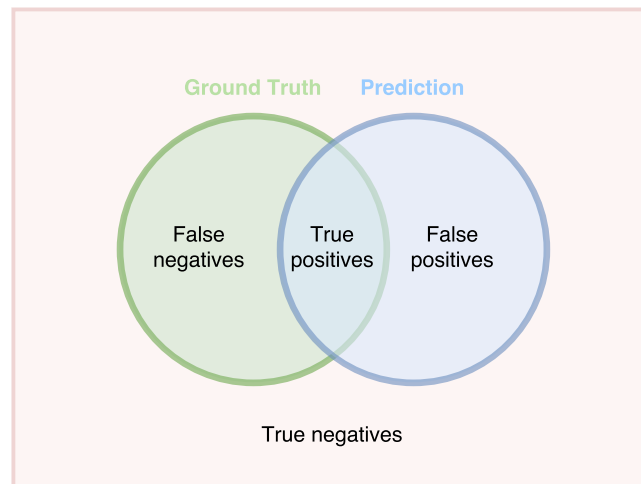 Ground Truth
Prediction
False
negatives
True
positives
False
positives
True negatives